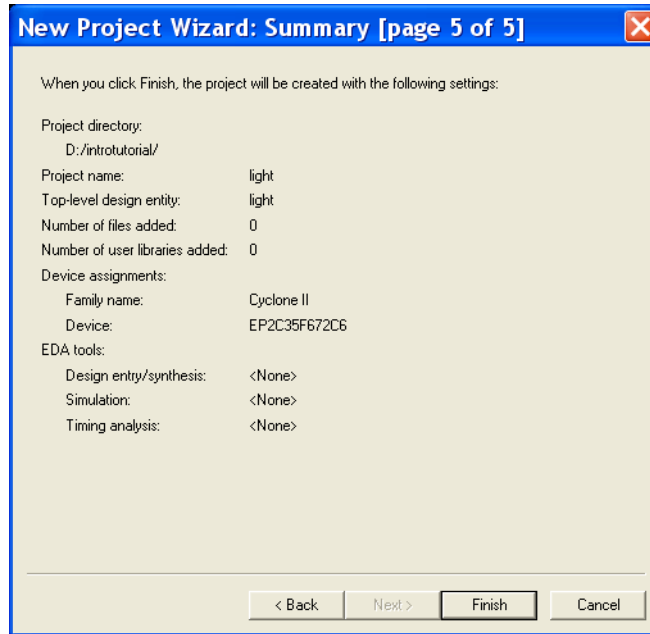 New Project Wizard: Summary [page 5 of 5]
When you click Finish, the project will be created with the following settings:
Project directory:
D:/introtutorial/
Project name: light
Top-level design entity: light
Number of files added: 0
Number of user libraries added: 0
Device assignments:
Family name: Cyclone II
Device: EP2C35F672C6
EDA tools:
Design entry/synthesis: <None>
Simulation: <None>
Timing analysis: <None>
< Back Next > Finish Cancel